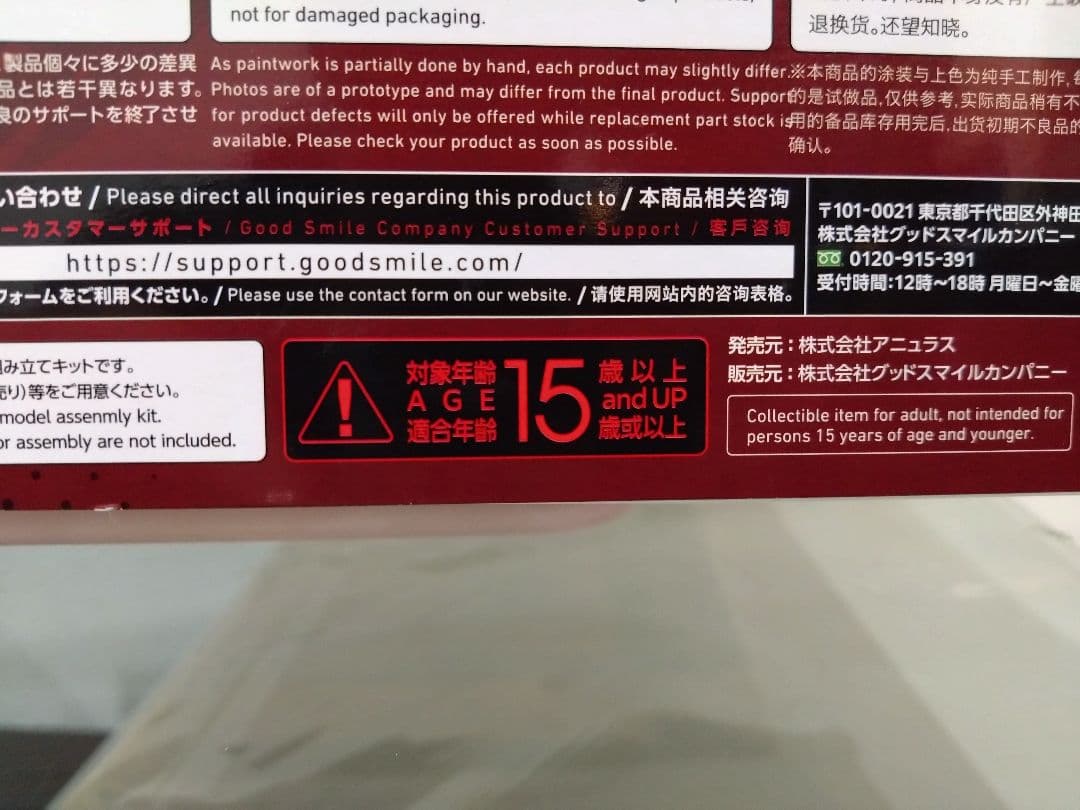 not for damaged packaging.
退换货。还望知晓。
製品個々に多少の差異
品とは若干異なります。
良のサポートを終了させ
As paintwork is partially done by hand, each product may slightly differ.
Photos are of a prototype and may differ from the final product. Support
for product defects will only be offered while replacement part stock is
available. Please check your product as soon as possible.
※本商品的涂装与上色为纯手工制作,
的是试做品,仅供参考,实际商品稍有不
用的备品库存用完后,出货初期不良品的
确认。
い合わせ / Please direct all inquiries regarding this product to / 本商品相关咨询
ーカスタマーサポート / Good Smile Company Customer Support / 客戶咨询
https://support.goodsmile.com/
フォームをご利用ください。/ Please use the contact form on our website. / 请使用网站内的咨询表格。
〒101-0021 東京都千代田区外神田
株式会社グッドスマイルカンパニー
0120-915-391
受付時間:12時〜18時 月曜日〜金曜
み立てキットです。
売り)等をご用意ください。
model assenmly kit.
or assembly are not included.
対象年齢 15 歳以上
AGE and UP
適合年齢 歳或以上
発売元:株式会社アニュラス
販売元:株式会社グッドスマイルカンパニー
Collectible item for adult, not intended for
persons 15 years of age and younger.